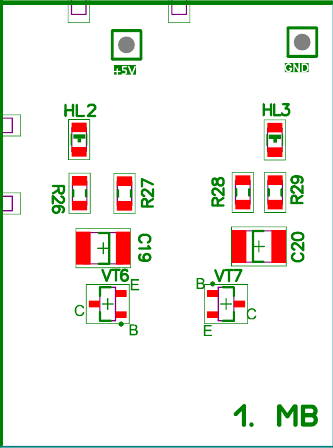 +5V
GND
HL2
HL3
R26
R27
R28
R29
C19
C20
VT6
VT7
E
B
C
C
B
E
1. MB